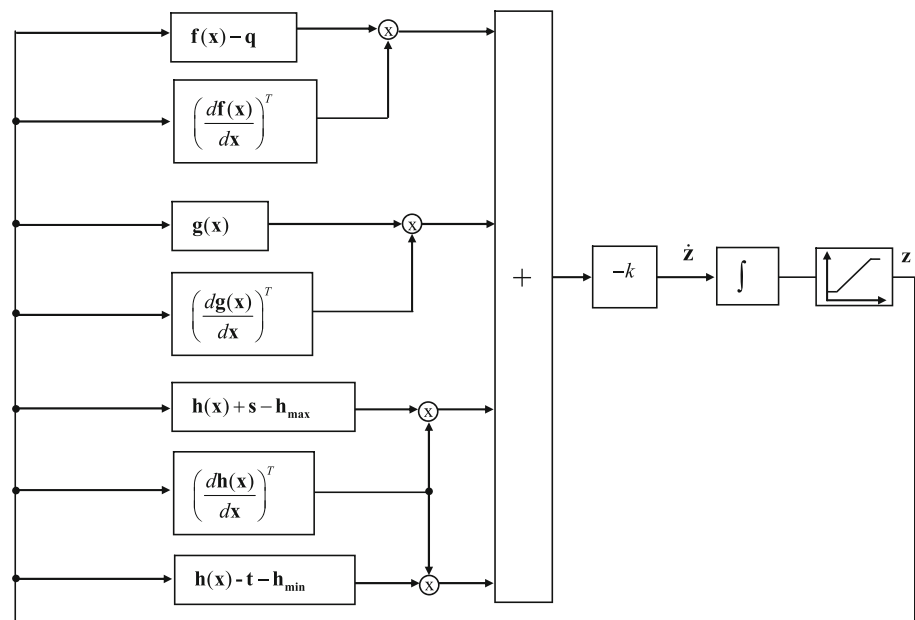 f(x) – q
x
(df(x)/dx)^T
g(x)
x
(dg(x)/dx)^T
+
-k
ż
∫
z
h(x) + s – h_max
x
(dh(x)/dx)^T
h(x) - t – h_min
x